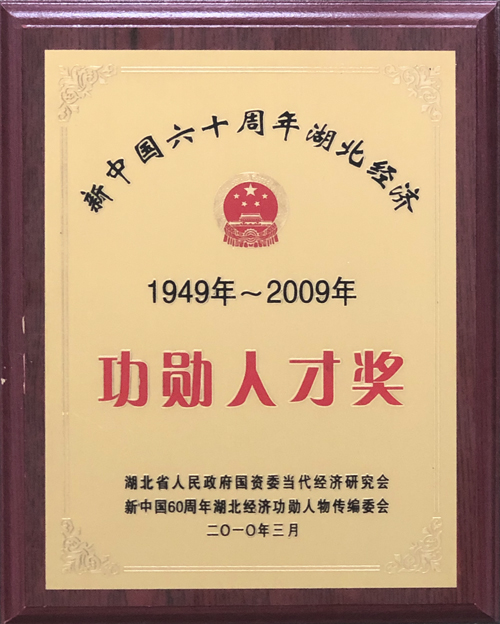 新中国六十周年湖北经济
1949年~2009年
功勋人才奖
湖北省人民政府国资委当代经济研究会
新中国60周年湖北经济功勋人物传编委会
二〇一〇年三月